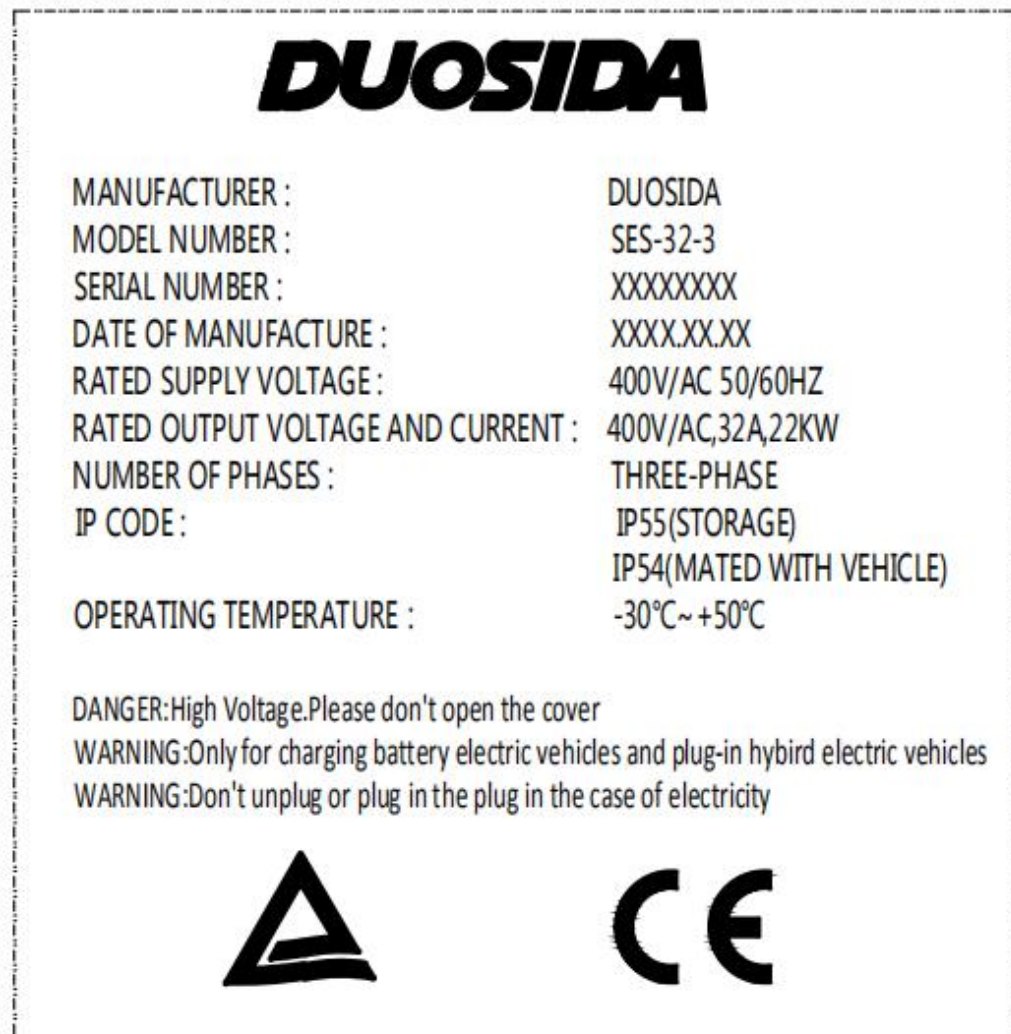 DUOSIDA
MANUFACTURER : DUOSIDA
MODEL NUMBER : SES-32-3
SERIAL NUMBER : XXXXXXXX
DATE OF MANUFACTURE : XXXX.XX.XX
RATED SUPPLY VOLTAGE : 400V/AC 50/60HZ
RATED OUTPUT VOLTAGE AND CURRENT : 400V/AC,32A,22KW
NUMBER OF PHASES : THREE-PHASE
IP CODE : IP55(STORAGE)
IP54(MATED WITH VEHICLE)
OPERATING TEMPERATURE : -30℃~+50℃
DANGER:High Voltage.Please don't open the cover
WARNING:Only for charging battery electric vehicles and plug-in hybird electric vehicles
WARNING:Don't unplug or plug in the plug in the case of electricity
CE